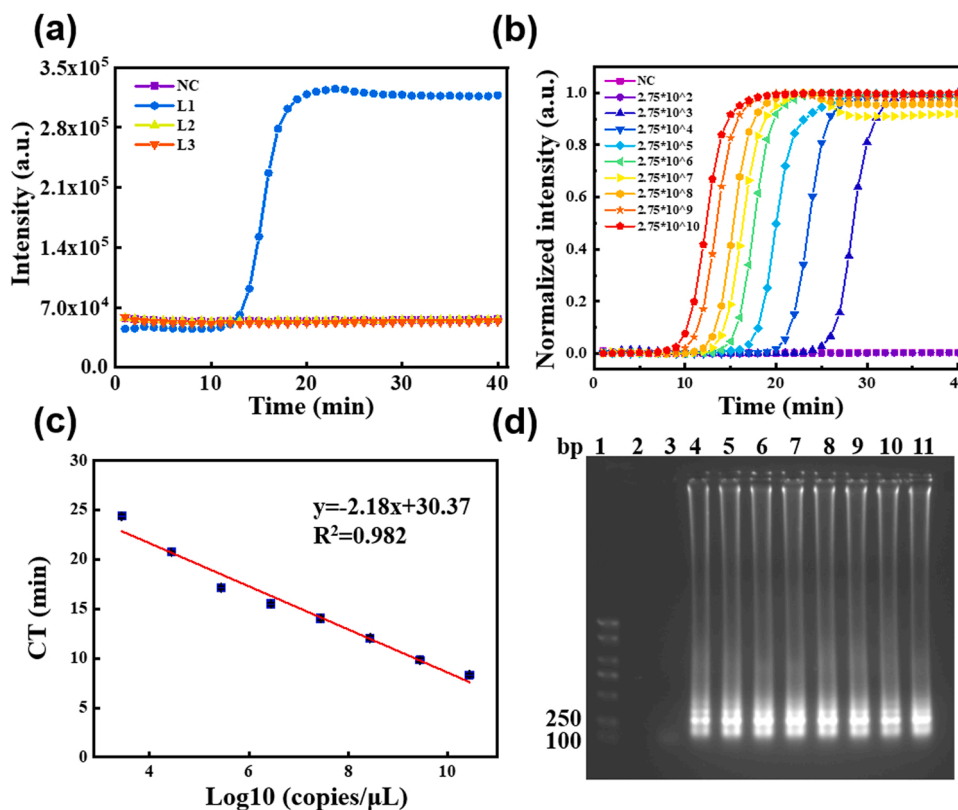 (a)
3.5x10^5
2.8x10^5
2.1x10^5
1.4x10^5
7.0x10^4
0.0
Intensity (a.u.)
NC
L1
L2
L3
0 10 20 30 40
Time (min)
(b)
1.0
0.8
0.6
0.4
0.2
0.0
Normalized intensity (a.u.)
NC
2.75*10^2
2.75*10^3
2.75*10^4
2.75*10^5
2.75*10^6
2.75*10^7
2.75*10^8
2.75*10^9
2.75*10^10
0 10 20 30 40
Time (min)
(c)
30
25
20
15
10
5
0
CT (min)
y=-2.18x+30.37
R²=0.982
4 6 8 10
Log10 (copies/μL)
(d)
bp 1 2 3 4 5 6 7 8 9 10 11
250
100